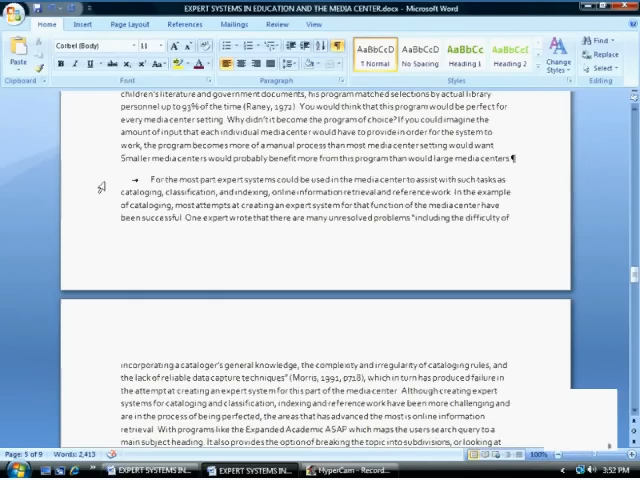 EXPERT SYSTEMS IN EDUCATION AND THE MEDIA CENTER.docx - Microsoft Word
Home Insert Page Layout References Mailings Review View
Paste
Corbel (Body) 11
AaBbCcD AaBbCcD AaBbCc AaBbCcI
¶ Normal No Spacing Heading 1 Heading 2
Change Styles
Find
Replace
Select
Clipboard Font Paragraph Styles Editing
children's literature and government documents, his program matched selections by actual library
personnel up to 93% of the time (Raney, 1972) You would think that this program would be perfect for
every media center setting Why didn't it become the program of choice? If you could imagine the
amount of input that each individual media center would have to provide in order for the system to
work, the program becomes more of a manual process than most media center setting would want
Smaller media centers would probably benefit more from this program than would large media centers ¶
→ For the most part expert systems could be used in the media center to assist with such tasks as
cataloging, classification, and indexing, online information retrieval and reference work In the example
of cataloging, most attempts at creating an expert system for that function of the media center have
been successful One expert wrote that there are many unresolved problems "including the difficulty of
incorporating a cataloger's general knowledge, the complexity and irregularity of cataloging rules, and
the lack of reliable data capture techniques" (Morris, 1991, p718), which in turn has produced failure in
the attempt at creating an expert system for this part of the media center Although creating expert
systems for cataloging and classification, indexing and reference work have been more challenging and
are in the process of being perfected, the areas that has advanced the most is online information
retrieval With programs like the Expanded Academic ASAP which maps the users search query to a
main subject heading. It also provides the option of breaking the topic into subdivisions, or looking at
Page: 5 of 9 Words: 2,413 100%
EXPERT SYSTEMS IN... EXPERT SYSTEMS IN... HyperCam - Record... 3:52 PM